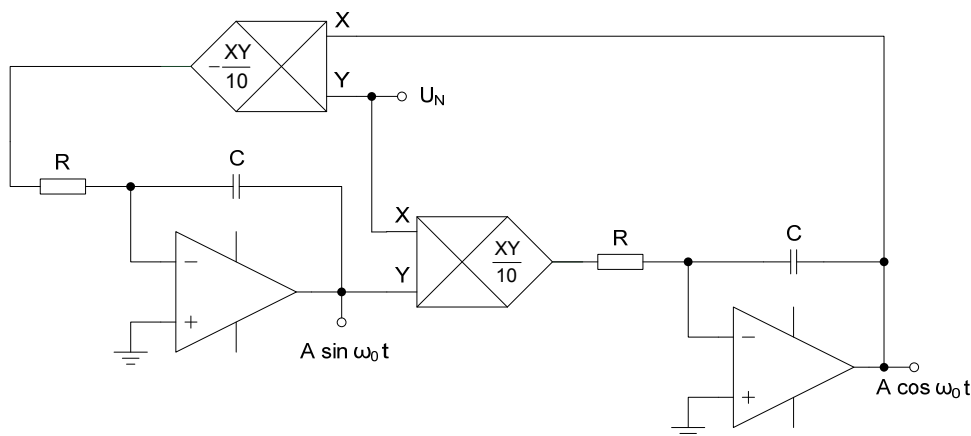 X
− XY / 10
Y
U_N
R
C
X
XY / 10
Y
R
C
−
+
A sin ω₀ t
−
+
A cos ω₀ t